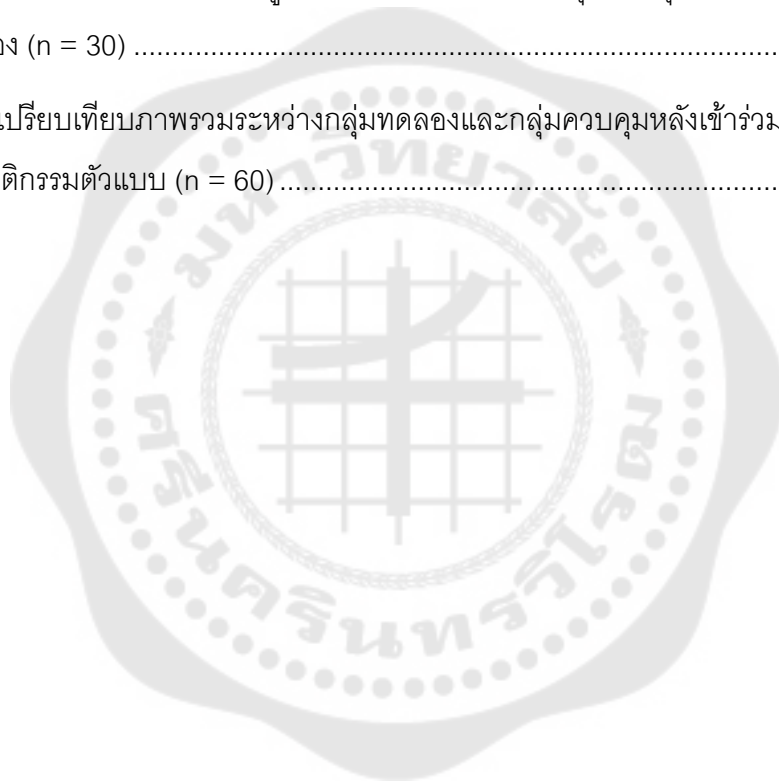 อง (n = 30) ....................................................................................
เปรียบเทียบภาพรวมระหว่างกลุ่มทดลองและกลุ่มควบคุมหลังเข้าร่วม
ติกรรมตัวแบบ (n = 60) ..................................................................
มหาวิทยาลัย
ศรีนครินทรวิโรฒ